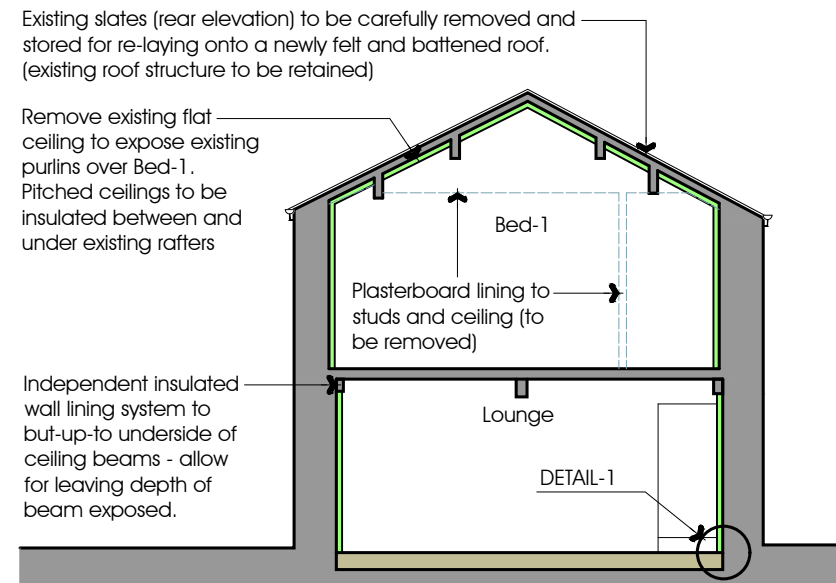 Existing slates (rear elevation) to be carefully removed and
stored for re-laying onto a newly felt and battened roof.
(existing roof structure to be retained)
Remove existing flat
ceiling to expose existing
purlins over Bed-1.
Pitched ceilings to be
insulated between and
under existing rafters
Bed-1
Plasterboard lining to
studs and ceiling (to
be removed)
Independent insulated
wall lining system to
but-up-to underside of
ceiling beams - allow
for leaving depth of
beam exposed.
Lounge
DETAIL-1